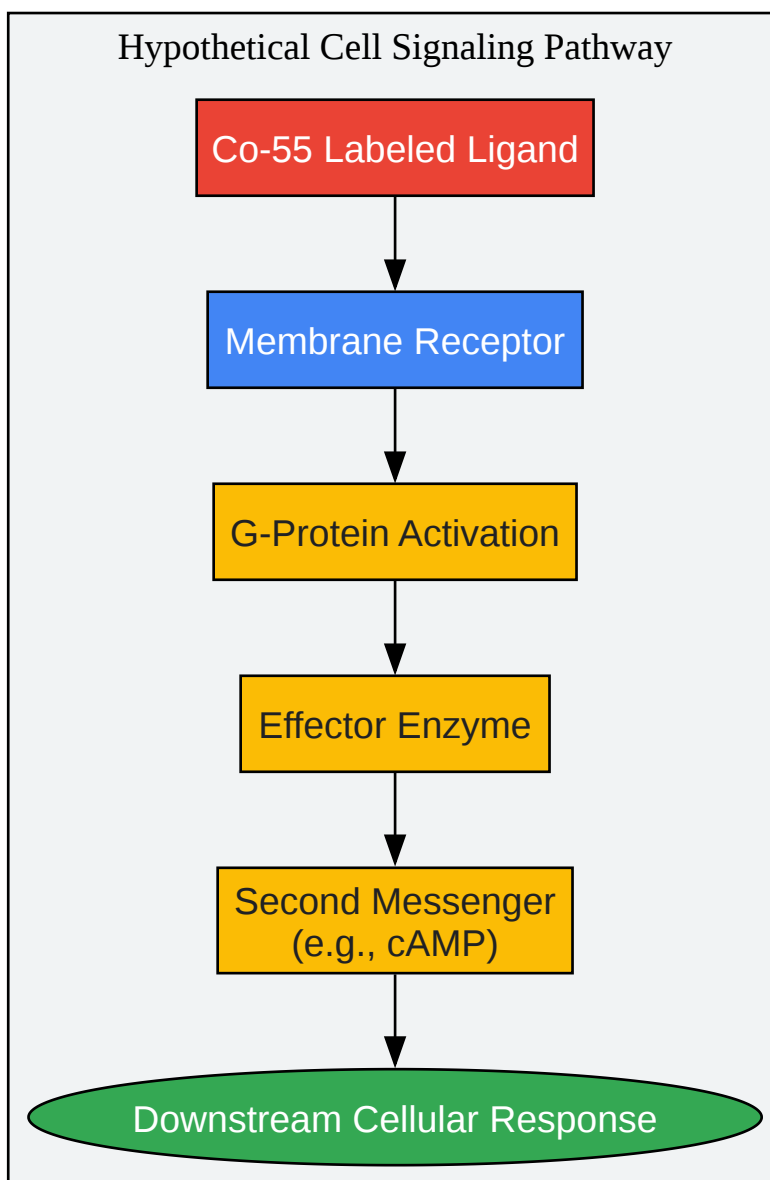 Hypothetical Cell Signaling Pathway
Co-55 Labeled Ligand
Membrane Receptor
G-Protein Activation
Effector Enzyme
Second Messenger
(e.g., cAMP)
Downstream Cellular Response